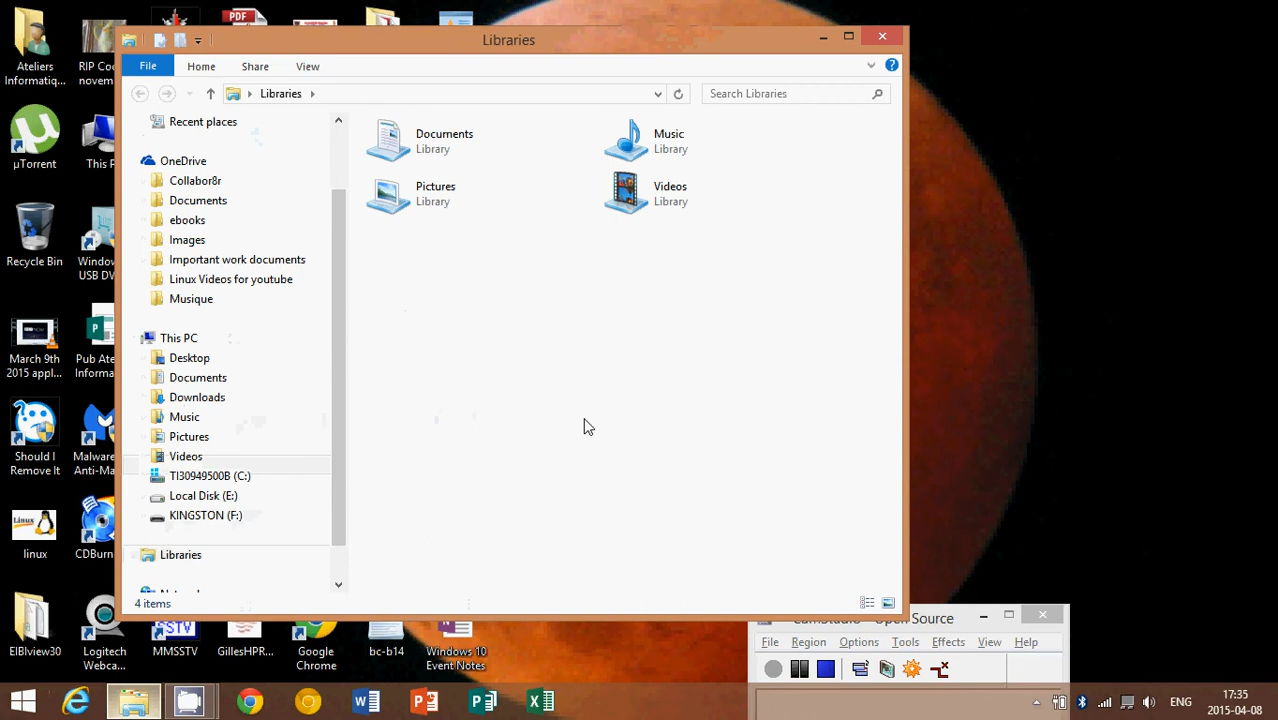 PDF
Ateliers
Informatiq...
RIP Co
novem
µTorrent
This P
Recycle Bin
Window
USB DV
March 9th
2015 appl...
Pub Ate
Informa
Should I
Remove It
Malware
Anti-Ma
Linux
linux
CDBurn
ElBlview30
Logitech
Webca...
MMSSTV
GillesHPR...
Google
Chrome
bc-b14
Windows 10
Event Notes
Libraries
File
Home
Share
View
Libraries
Search Libraries
Recent places
OneDrive
Collabor8r
Documents
ebooks
Images
Important work documents
Linux Videos for youtube
Musique
This PC
Desktop
Documents
Downloads
Music
Pictures
Videos
TI30949500B (C:)
Local Disk (E:)
KINGSTON (F:)
Libraries
4 items
Documents
Library
Music
Library
Pictures
Library
Videos
Library
CamStudio Open Source
File
Region
Options
Tools
Effects
View
Help
ENG
17:35
2015-04-08